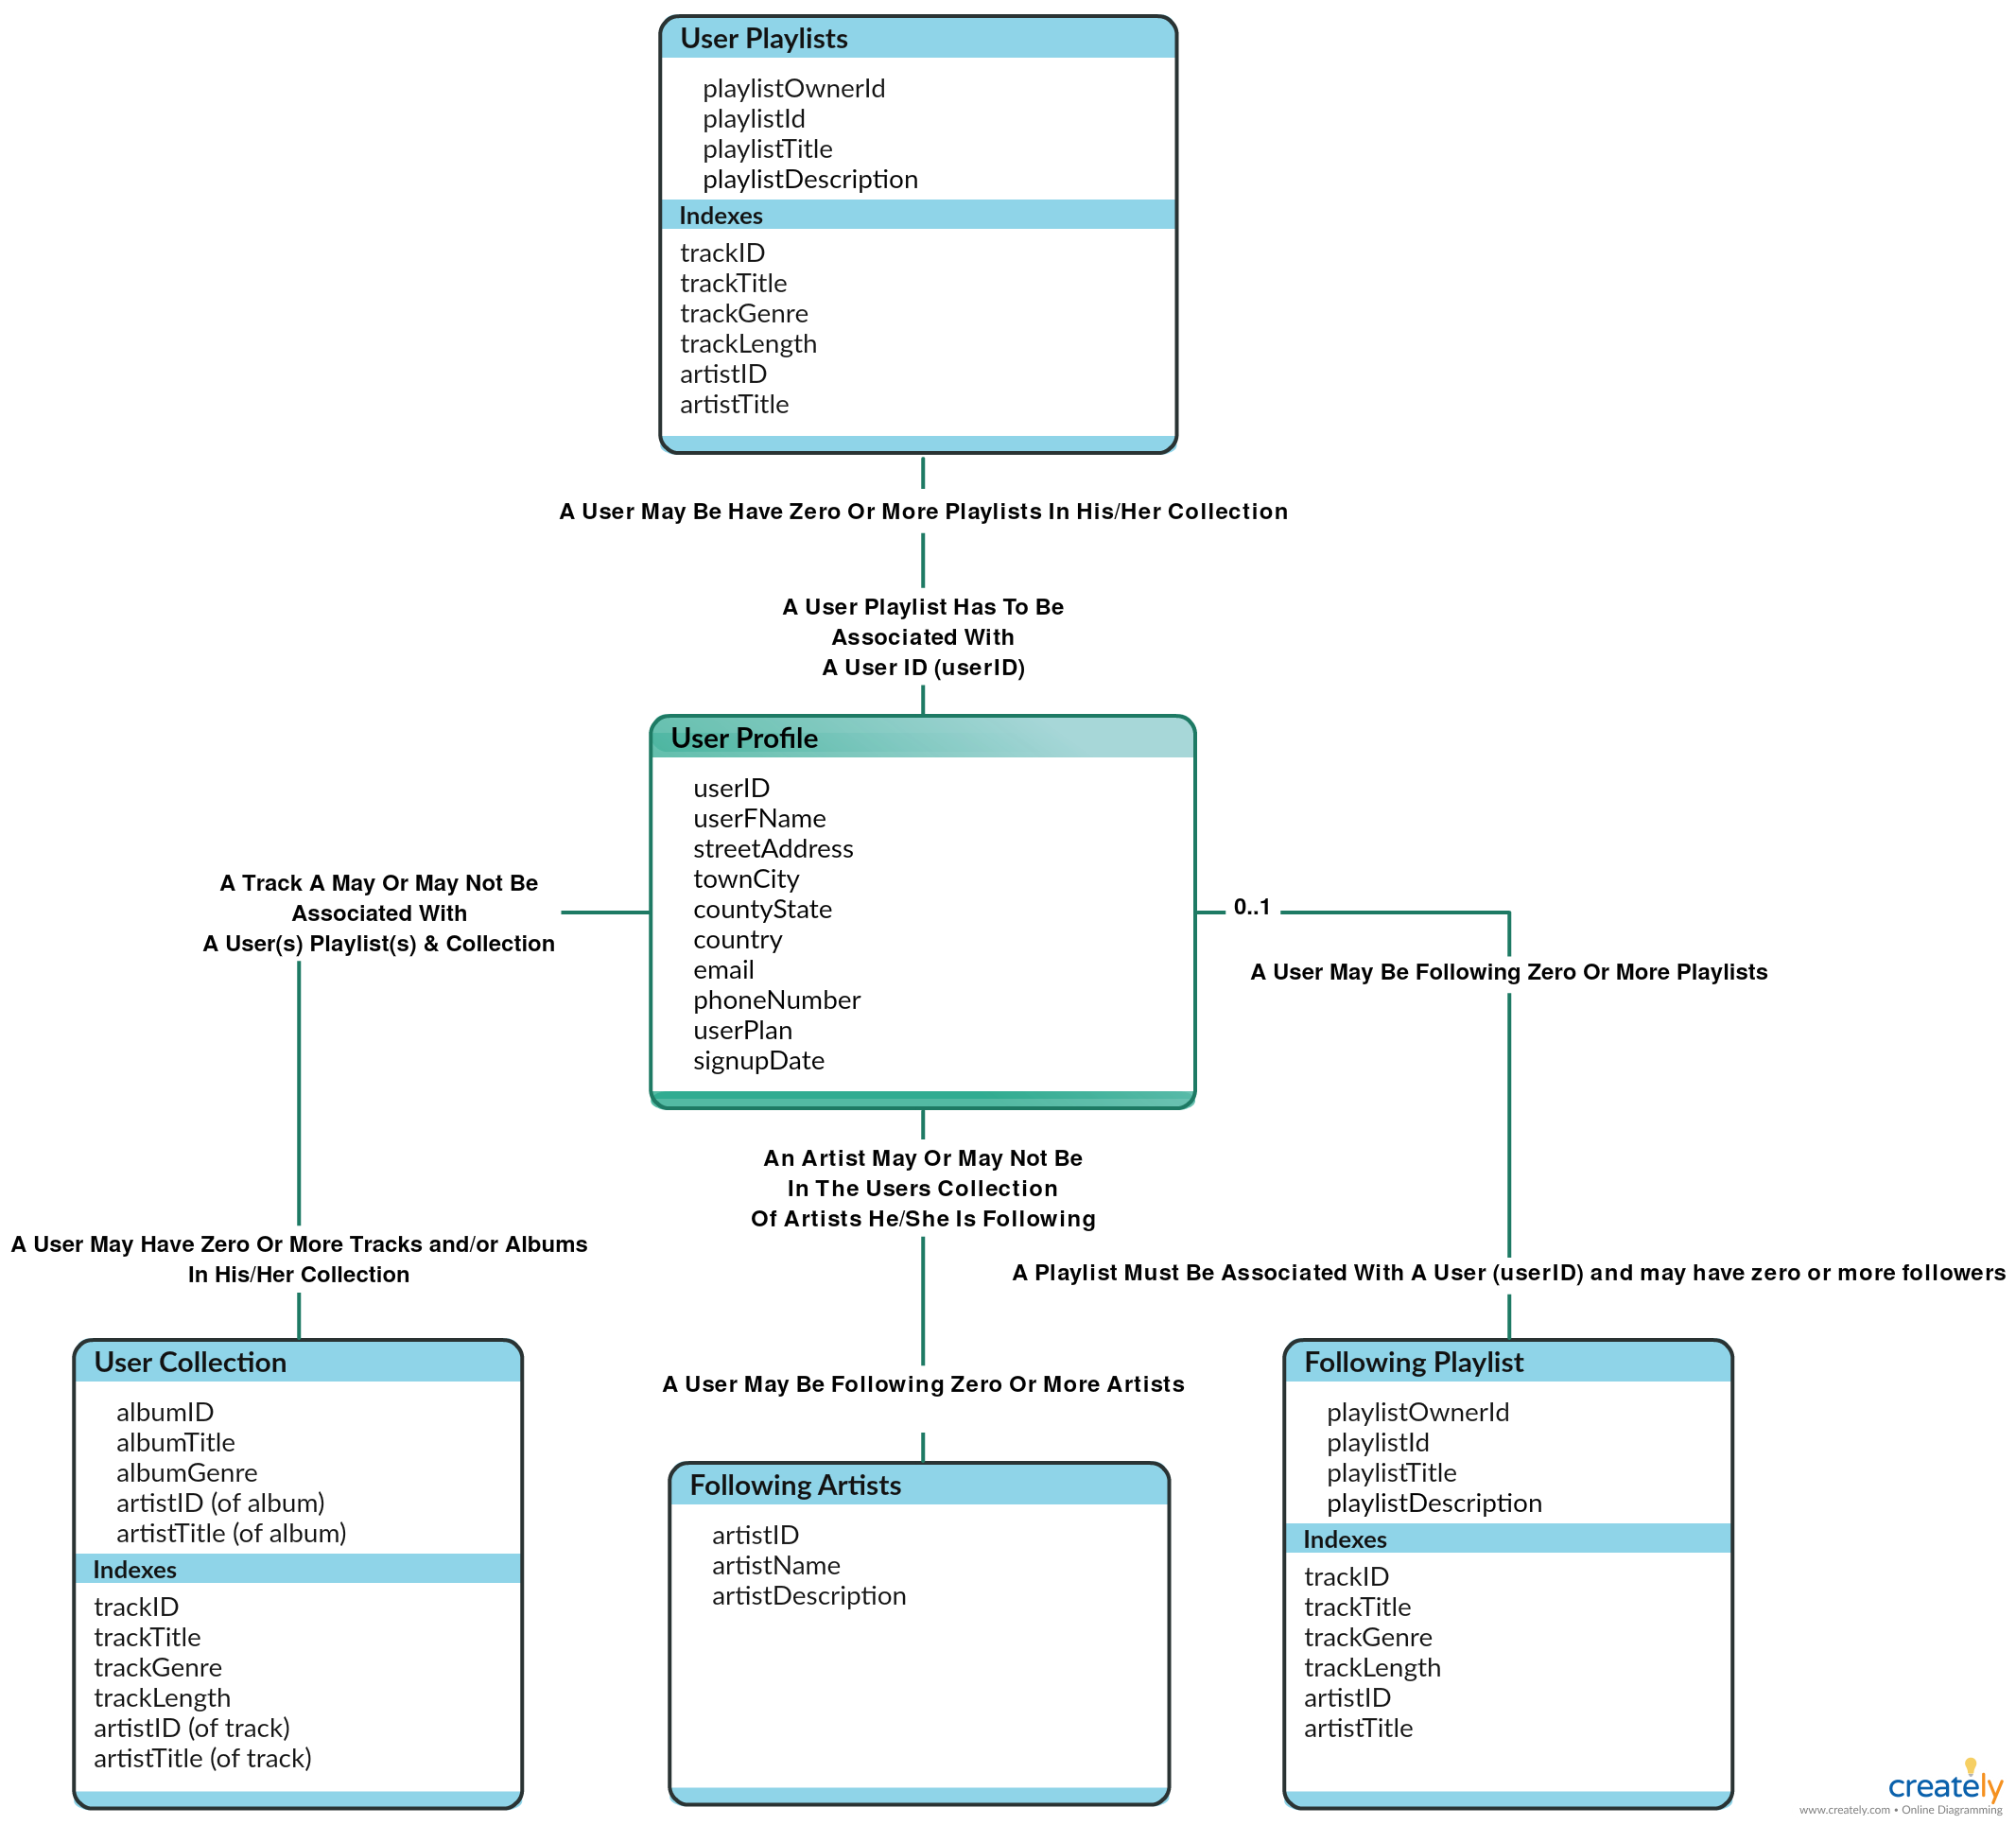 User Playlists
playlistOwnerId
playlistId
playlistTitle
playlistDescription
Indexes
trackID
trackTitle
trackGenre
trackLength
artistID
artistTitle
A User May Be Have Zero Or More Playlists In His/Her Collection
A User Playlist Has To Be
Associated With
A User ID (userID)
User Profile
userID
userFName
streetAddress
townCity
countyState
country
email
phoneNumber
userPlan
signupDate
A Track A May Or May Not Be
Associated With
A User(s) Playlist(s) & Collection
0..1
A User May Be Following Zero Or More Playlists
An Artist May Or May Not Be
In The Users Collection
Of Artists He/She Is Following
A User May Have Zero Or More Tracks and/or Albums
In His/Her Collection
A Playlist Must Be Associated With A User (userID) and may have zero or more followers
A User May Be Following Zero Or More Artists
User Collection
albumID
albumTitle
albumGenre
artistID (of album)
artistTitle (of album)
Indexes
trackID
trackTitle
trackGenre
trackLength
artistID (of track)
artistTitle (of track)
Following Artists
artistID
artistName
artistDescription
Following Playlist
playlistOwnerId
playlistId
playlistTitle
playlistDescription
Indexes
trackID
trackTitle
trackGenre
trackLength
artistID
artistTitle
creately
www.creately.com • Online Diagramming